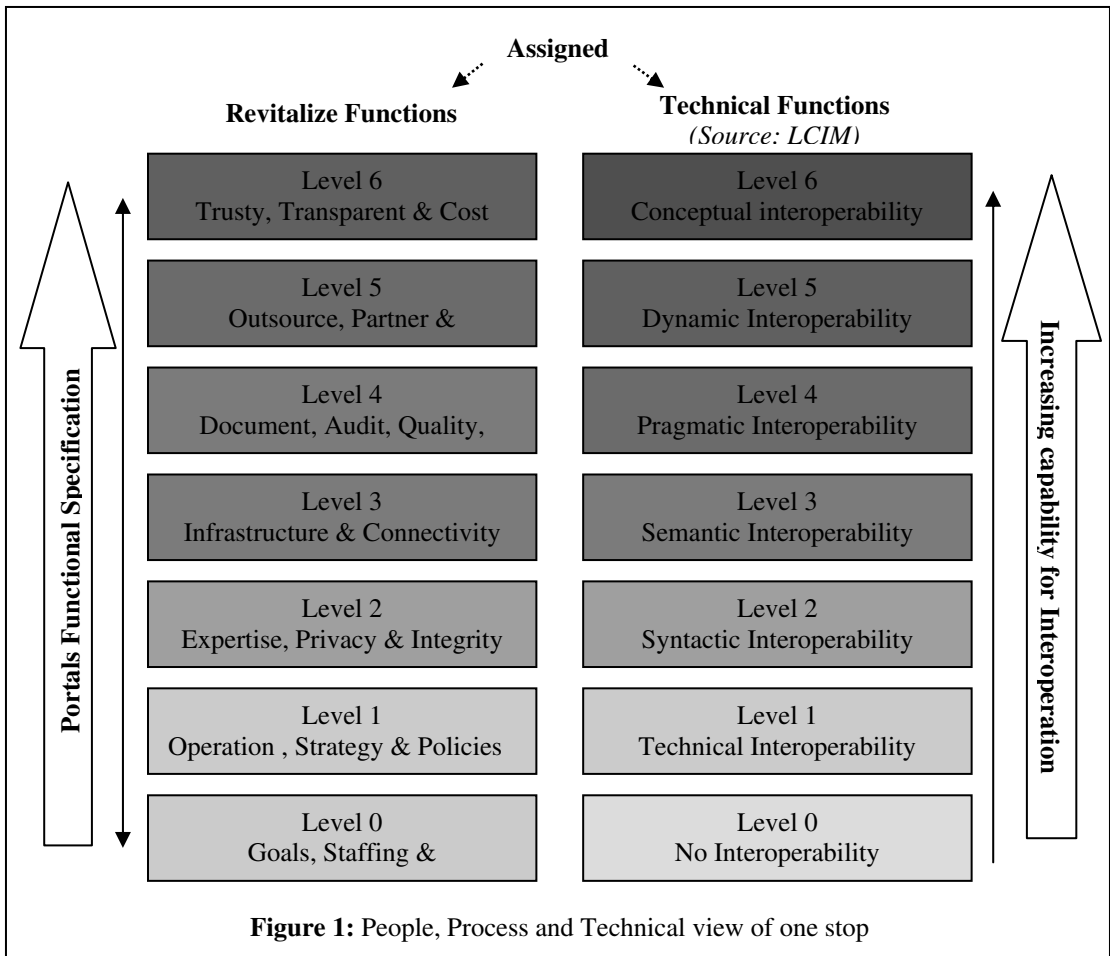 Assigned
Revitalize Functions
Technical Functions
(Source: LCIM)
Portals Functional Specification
Level 6
Trusty, Transparent & Cost
Level 5
Outsource, Partner &
Level 4
Document, Audit, Quality,
Level 3
Infrastructure & Connectivity
Level 2
Expertise, Privacy & Integrity
Level 1
Operation , Strategy & Policies
Level 0
Goals, Staffing &
Level 6
Conceptual interoperability
Level 5
Dynamic Interoperability
Level 4
Pragmatic Interoperability
Level 3
Semantic Interoperability
Level 2
Syntactic Interoperability
Level 1
Technical Interoperability
Level 0
No Interoperability
Increasing capability for Interoperation
Figure 1: People, Process and Technical view of one stop